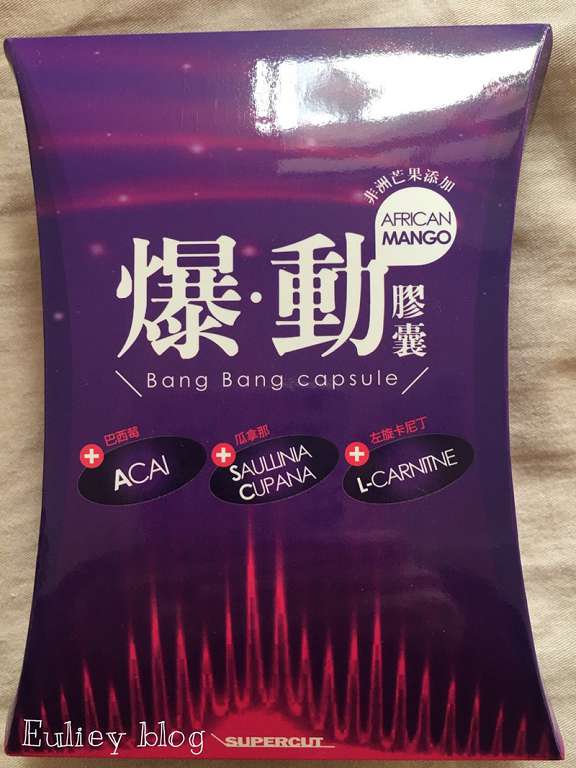 非洲芒果添加
AFRICAN
MANGO
爆·動
膠囊
Bang Bang capsule
巴西莓
ACAI
瓜拿那
SAULLINIA
CUPANA
左旋卡尼丁
L-CARNITNE
Euliey blog
SUPERCUT